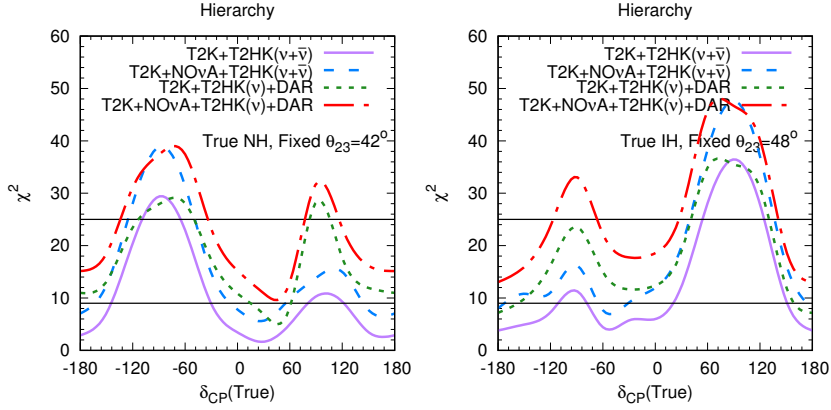 Hierarchy
χ²
60
50
40
30
20
10
0
T2K+T2HK(ν+ν̄)
T2K+NOνA+T2HK(ν+ν̄)
T2K+T2HK(ν)+DAR
T2K+NOνA+T2HK(ν)+DAR
True NH, Fixed θ₂₃=42°
-180 -120 -60 0 60 120 180
δCP(True)
Hierarchy
χ²
60
50
40
30
20
10
0
T2K+T2HK(ν+ν̄)
T2K+NOνA+T2HK(ν+ν̄)
T2K+T2HK(ν)+DAR
T2K+NOνA+T2HK(ν)+DAR
True IH, Fixed θ₂₃=48°
-180 -120 -60 0 60 120 180
δCP(True)